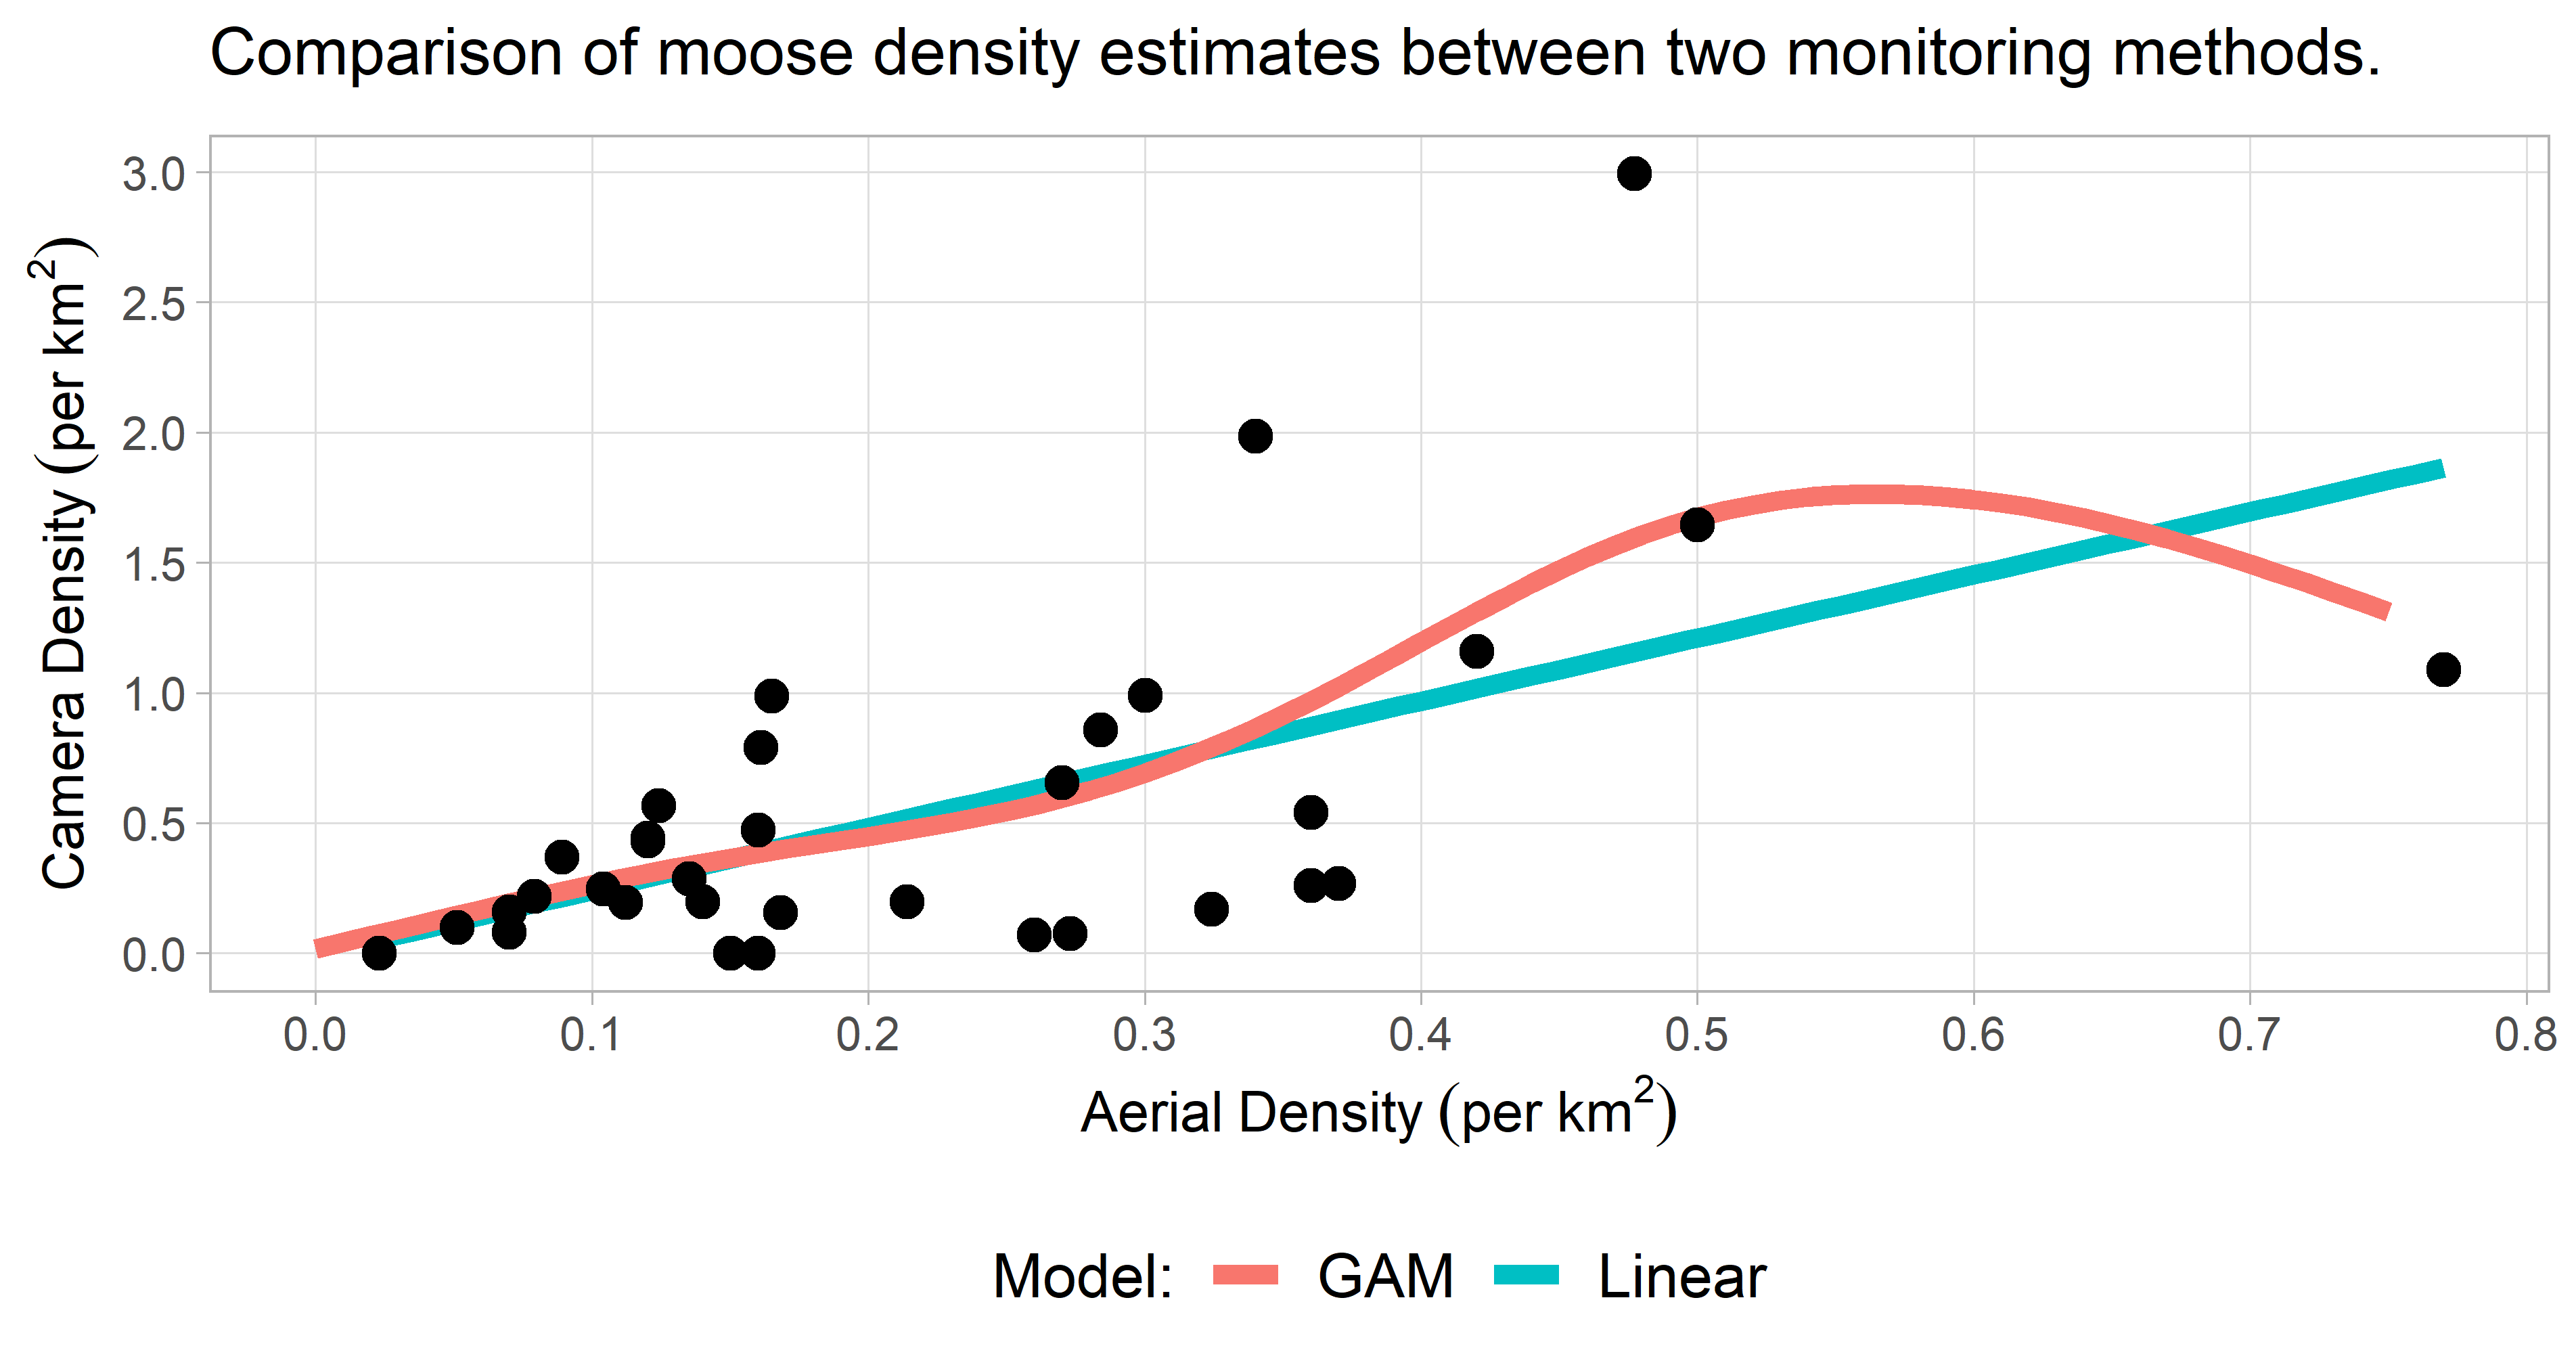 Comparison of moose density estimates between two monitoring methods.
Camera Density (per km²)
3.0
2.5
2.0
1.5
1.0
0.5
0.0
0.0 0.1 0.2 0.3 0.4 0.5 0.6 0.7 0.8
Aerial Density (per km²)
Model: GAM Linear